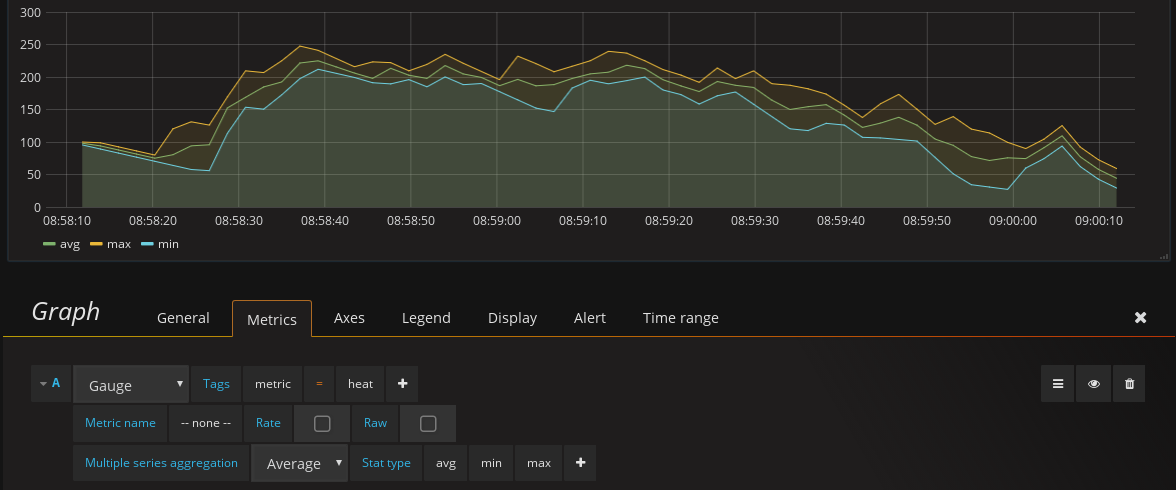 300
250
200
150
100
50
0
08:58:10 08:58:20 08:58:30 08:58:40 08:58:50 08:59:00 08:59:10 08:59:20 08:59:30 08:59:40 08:59:50 09:00:00 09:00:10
avg max min
Graph General Metrics Axes Legend Display Alert Time range
A Gauge Tags metric = heat
Metric name -- none -- Rate Raw
Multiple series aggregation Average Stat type avg min max